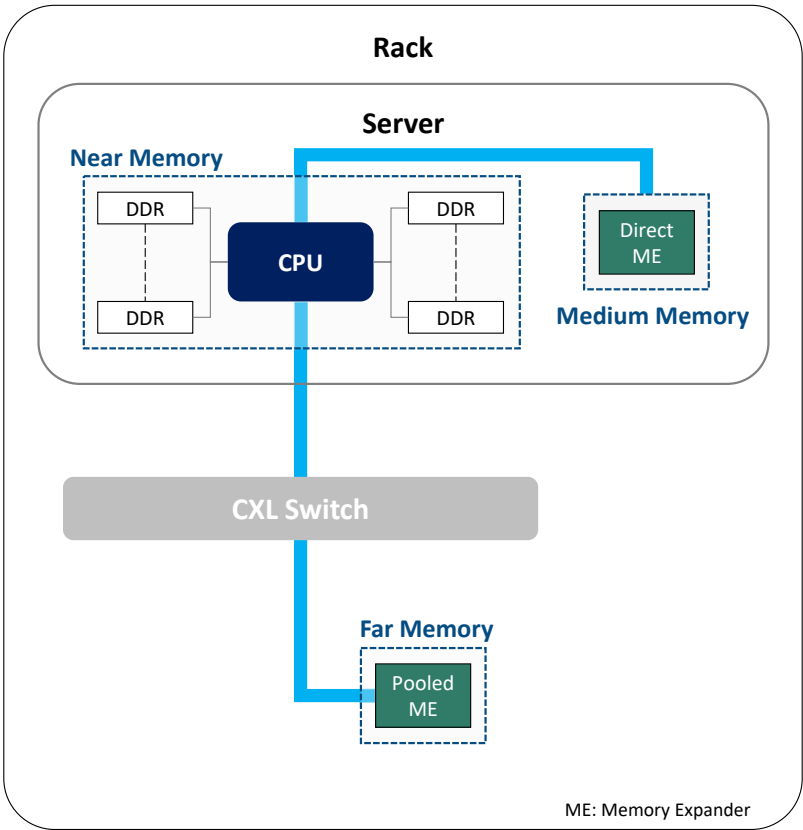 Rack
Server
Near Memory
DDR
DDR
CPU
Direct
ME
DDR
DDR
Medium Memory
CXL Switch
Far Memory
Pooled
ME
ME: Memory Expander